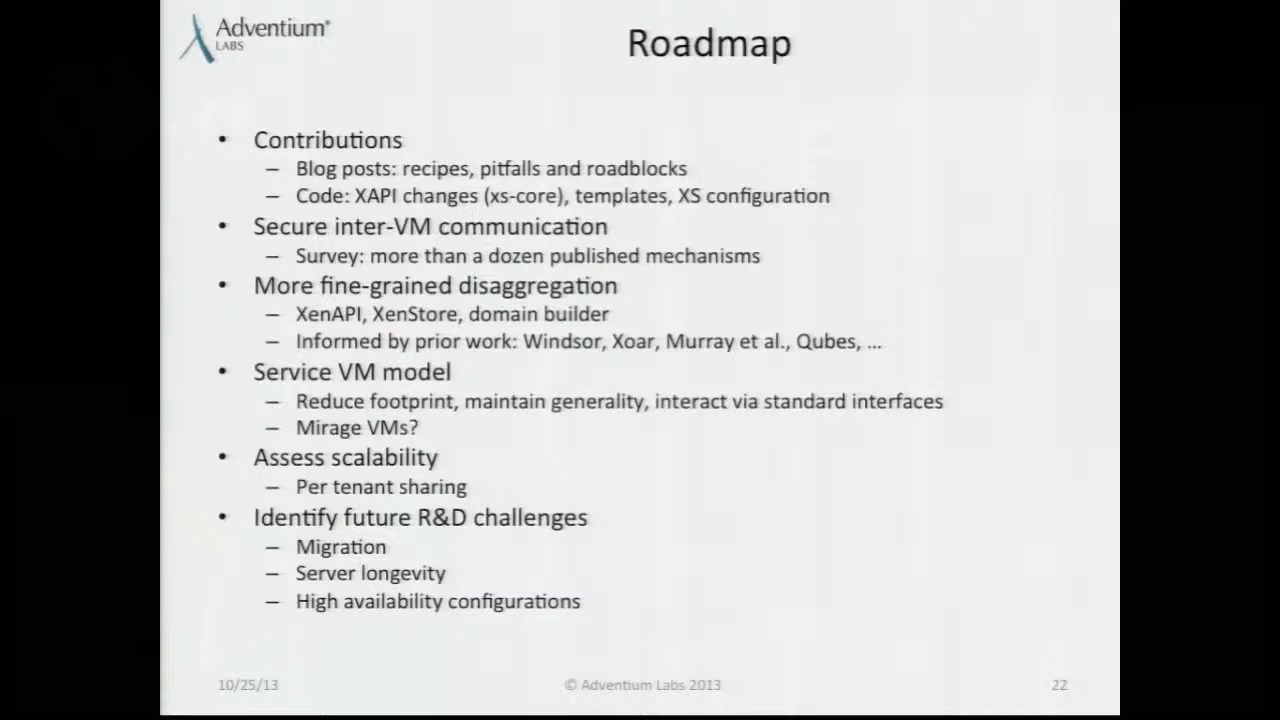 Adventium®
LABS
Roadmap
• Contributions
– Blog posts: recipes, pitfalls and roadblocks
– Code: XAPI changes (xs-core), templates, XS configuration
• Secure inter-VM communication
– Survey: more than a dozen published mechanisms
• More fine-grained disaggregation
– XenAPI, XenStore, domain builder
– Informed by prior work: Windsor, Xoar, Murray et al., Qubes, ...
• Service VM model
– Reduce footprint, maintain generality, interact via standard interfaces
– Mirage VMs?
• Assess scalability
– Per tenant sharing
• Identify future R&D challenges
– Migration
– Server longevity
– High availability configurations
10/25/13
© Adventium Labs 2013
22